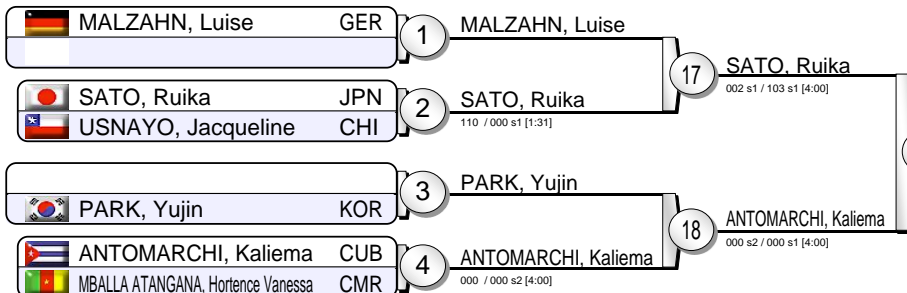 MALZAHN, Luise GER
1
MALZAHN, Luise
17
SATO, Ruika
002 s1 / 103 s1 [4:00]
SATO, Ruika JPN
USNAYO, Jacqueline CHI
2
SATO, Ruika
110 / 000 s1 [1:31]
PARK, Yujin KOR
3
PARK, Yujin
18
ANTOMARCHI, Kaliema
000 s2 / 000 s1 [4:00]
ANTOMARCHI, Kaliema CUB
MBALLA ATANGANA, Hortence Vanessa CMR
4
ANTOMARCHI, Kaliema
000 / 000 s2 [4:00]